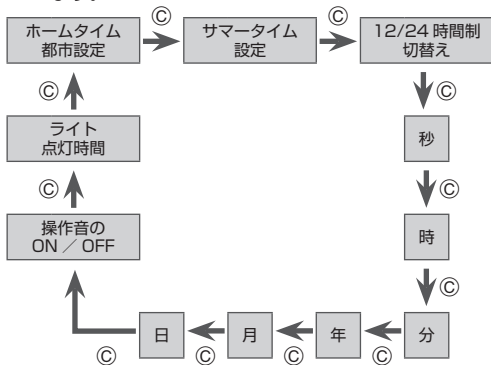 ホームタイム
都市設定
Ⓒ
サマータイム
設定
Ⓒ
12/24 時間制
切替え
Ⓒ
秒
Ⓒ
時
Ⓒ
分
Ⓒ
年
Ⓒ
月
Ⓒ
日
Ⓒ
操作音の
ON ／ OFF
Ⓒ
ライト
点灯時間
Ⓒ